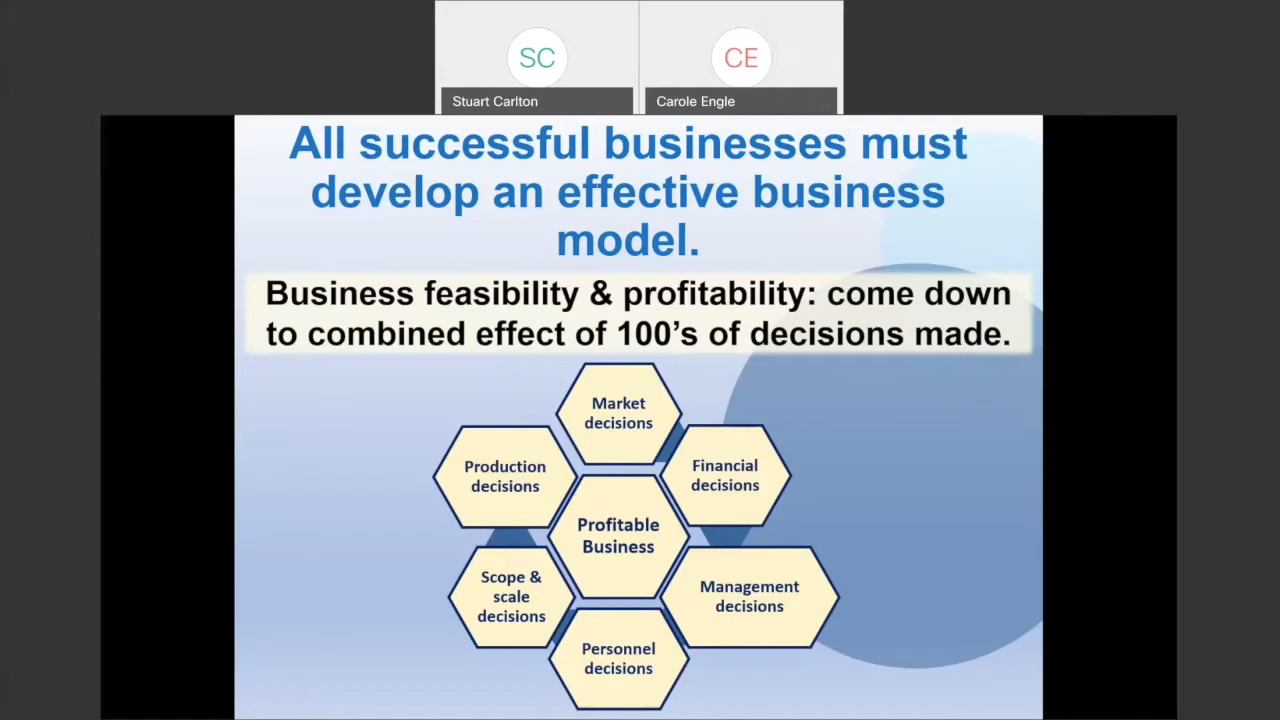 SC
CE
Stuart Carlton
Carole Engle
All successful businesses must
develop an effective business
model.
Business feasibility & profitability: come down
to combined effect of 100’s of decisions made.
Market
decisions
Production
decisions
Financial
decisions
Profitable
Business
Scope &
scale
decisions
Management
decisions
Personnel
decisions